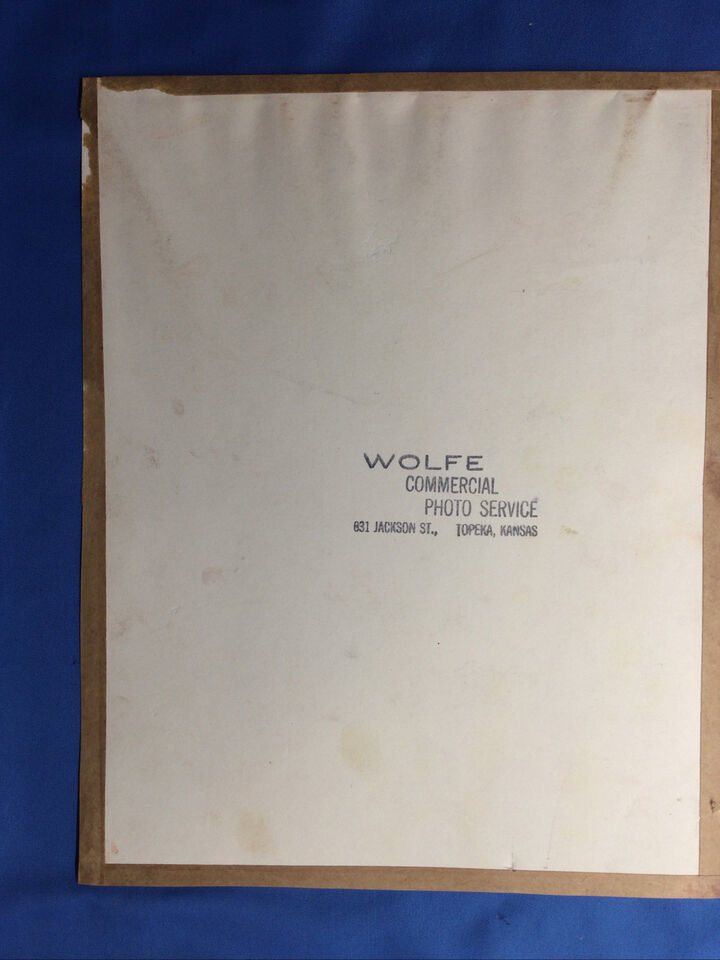 WOLFE
COMMERCIAL
PHOTO SERVICE
631 JACKSON ST., TOPEKA, KANSAS